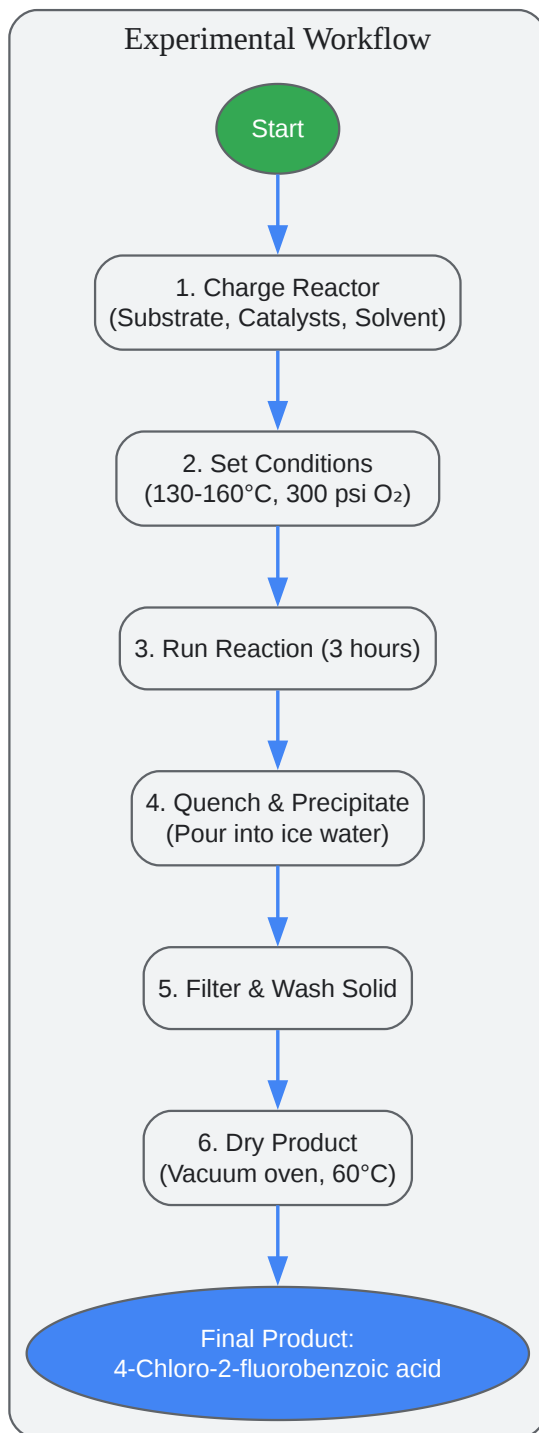 Experimental Workflow
Start
1. Charge Reactor
(Substrate, Catalysts, Solvent)
2. Set Conditions
(130-160°C, 300 psi O₂)
3. Run Reaction (3 hours)
4. Quench & Precipitate
(Pour into ice water)
5. Filter & Wash Solid
6. Dry Product
(Vacuum oven, 60°C)
Final Product:
4-Chloro-2-fluorobenzoic acid